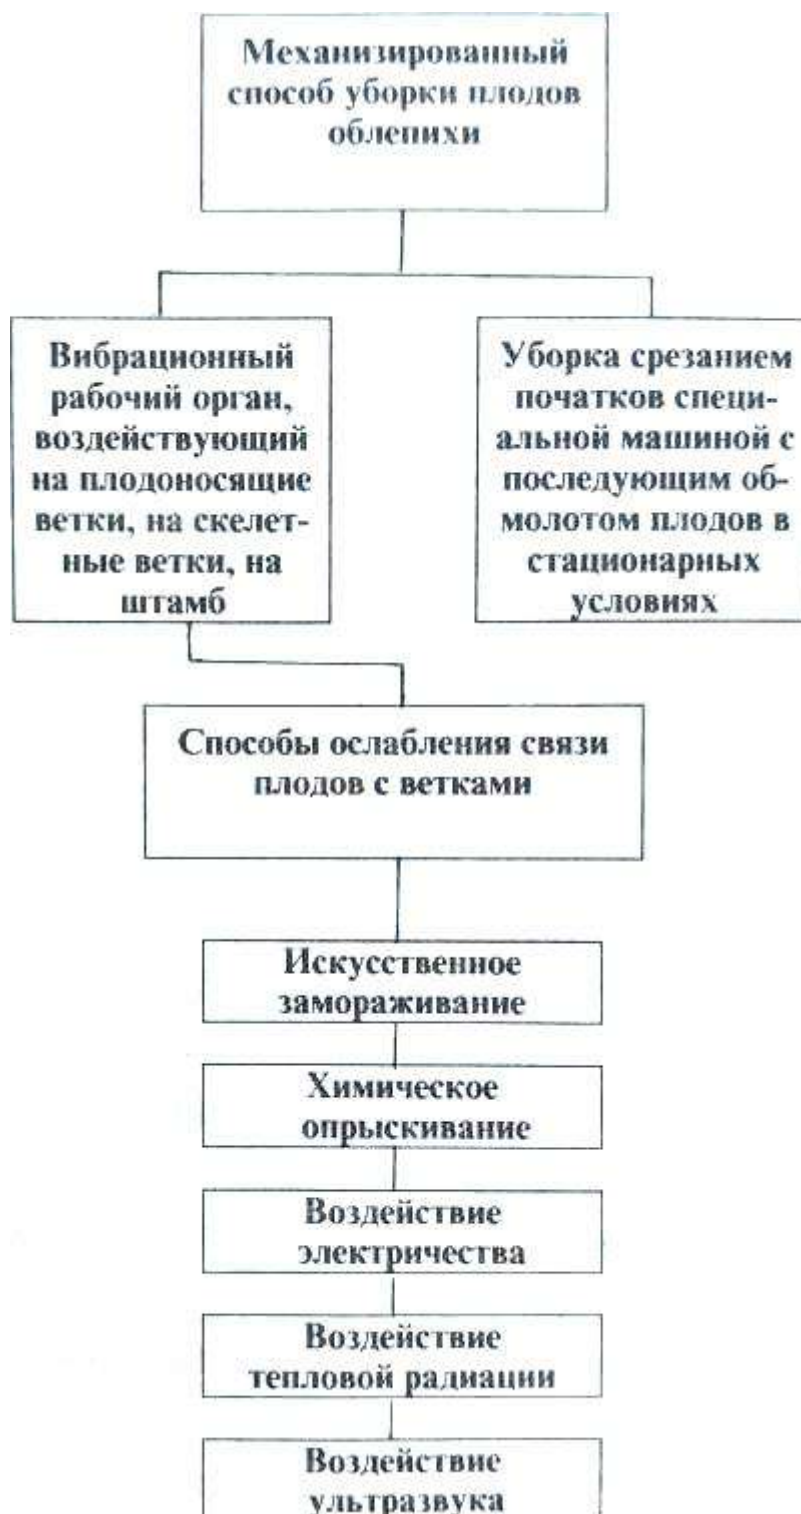 Механизированный
способ уборки плодов
облепихи
Вибрационный
рабочий орган,
воздействующий
на плодоносящие
ветки, на скелет-
ные ветки, на
штамб
Уборка срезанием
початков специ-
альной машиной с
последующим об-
молотом плодов в
стационарных
условиях
Способы ослабления связи
плодов с ветками
Искусственное
замораживание
Химическое
опрыскивание
Воздействие
электричества
Воздействие
тепловой радиации
Воздействие
ультразвука